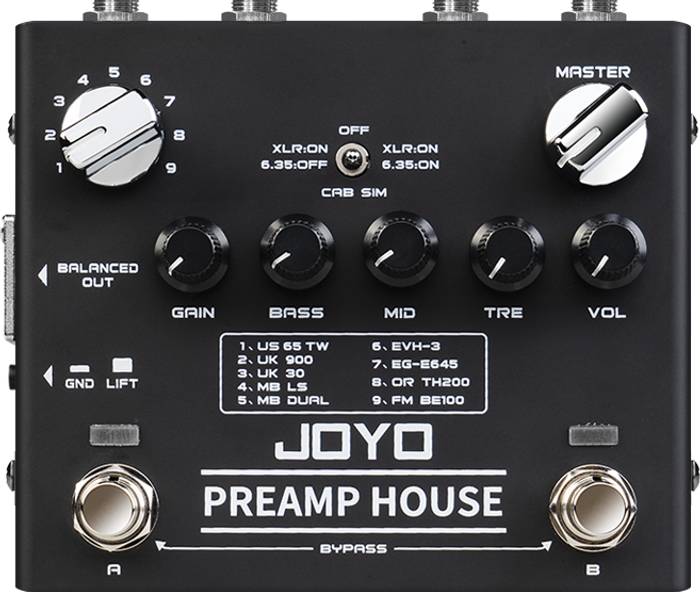 1 2 3 4 5 6 7 8 9
MASTER
OFF
XLR:ON XLR:ON
6.35:OFF 6.35:ON
CAB SIM
GAIN BASS MID TRE VOL
BALANCED
OUT
GND LIFT
1、US 65 TW
2、UK 900
3、UK 30
4、MB LS
5、MB DUAL
6、EVH-3
7、EG-E645
8、OR TH200
9、FM BE100
JOYO
PREAMP HOUSE
BYPASS
A B